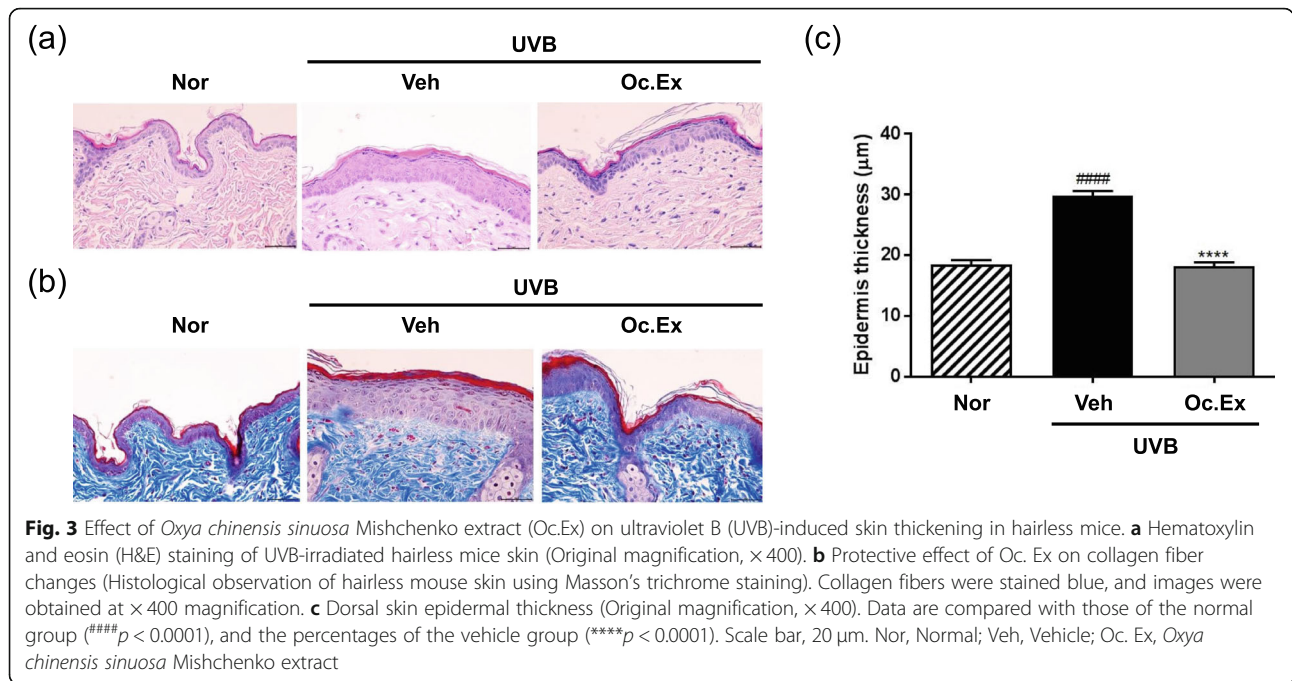 (a)
UVB
Nor Veh Oc.Ex
(b)
UVB
Nor Veh Oc.Ex
(c)
Epidermis thickness (μm)
40
30
20
10
0
####
****
Nor Veh Oc.Ex
UVB
Fig. 3 Effect of Oxya chinensis sinuosa Mishchenko extract (Oc.Ex) on ultraviolet B (UVB)-induced skin thickening in hairless mice. a Hematoxylin
and eosin (H&E) staining of UVB-irradiated hairless mice skin (Original magnification, × 400). b Protective effect of Oc. Ex on collagen fiber
changes (Histological observation of hairless mouse skin using Masson's trichrome staining). Collagen fibers were stained blue, and images were
obtained at × 400 magnification. c Dorsal skin epidermal thickness (Original magnification, × 400). Data are compared with those of the normal
group (####p < 0.0001), and the percentages of the vehicle group (****p < 0.0001). Scale bar, 20 μm. Nor, Normal; Veh, Vehicle; Oc. Ex, Oxya
chinensis sinuosa Mishchenko extract